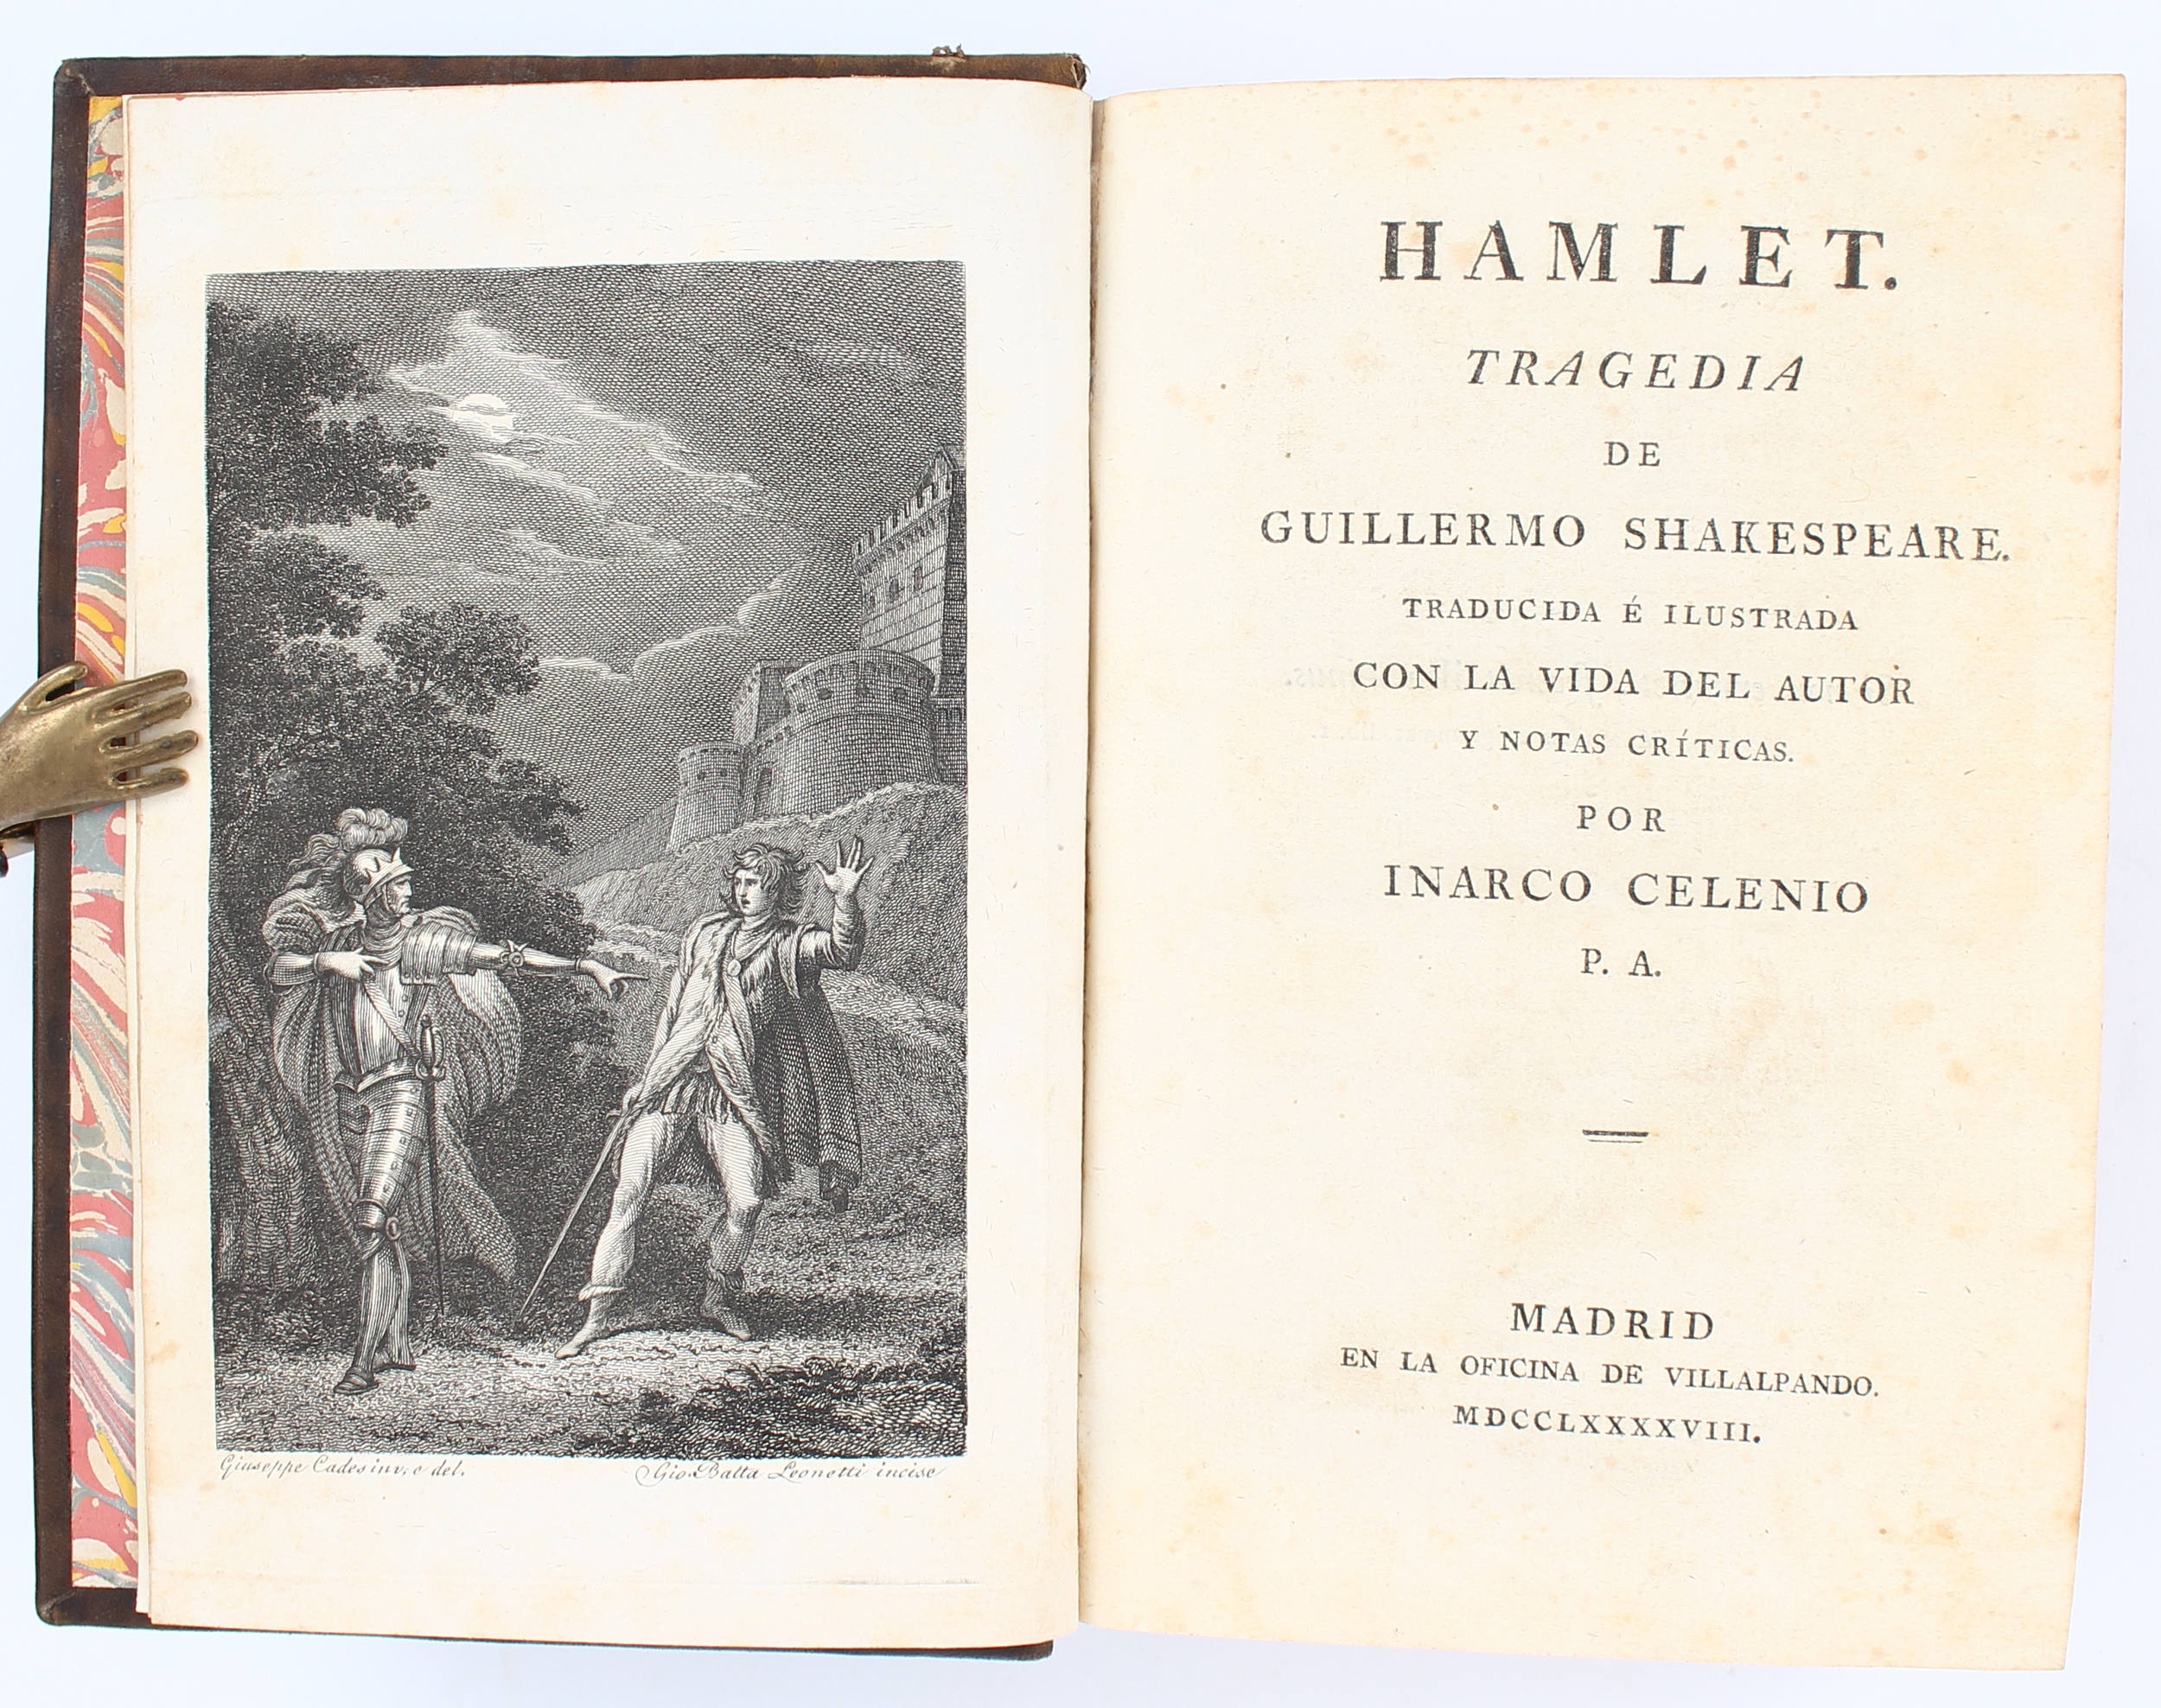 Giuseppe Cades inv. e del.
Gio. Batta Leonetti incise
HAMLET.
TRAGEDIA
DE
GUILLERMO SHAKESPEARE.
TRADUCIDA É ILUSTRADA
CON LA VIDA DEL AUTOR
Y NOTAS CRÍTICAS.
POR
INARCO CELENIO
P. A.
MADRID
EN LA OFICINA DE VILLALPANDO.
MDCCLXXXXVIII.